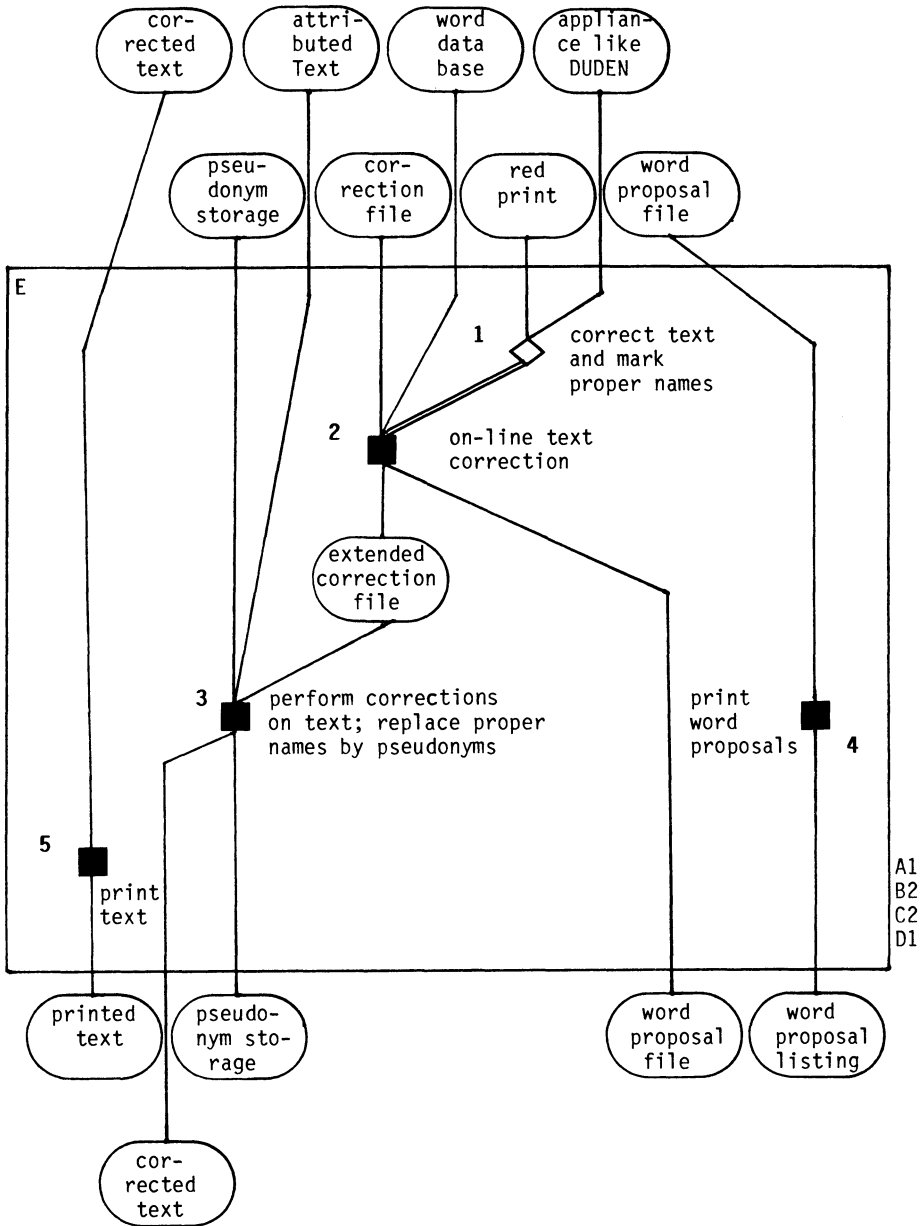 cor-
rected
text
attri-
buted
Text
word
data
base
applian-
ce like
DUDEN
pseu-
donym
storage
cor-
rection
file
red
print
word
proposal
file
E
1
correct text
and mark
proper names
2
on-line text
correction
extended
correction
file
3
perform corrections
on text; replace proper
names by pseudonyms
print
word
proposals
4
5
print
text
A1
B2
C2
D1
printed
text
pseudo-
nym sto-
rage
word
proposal
file
word
proposal
listing
cor-
rected
text